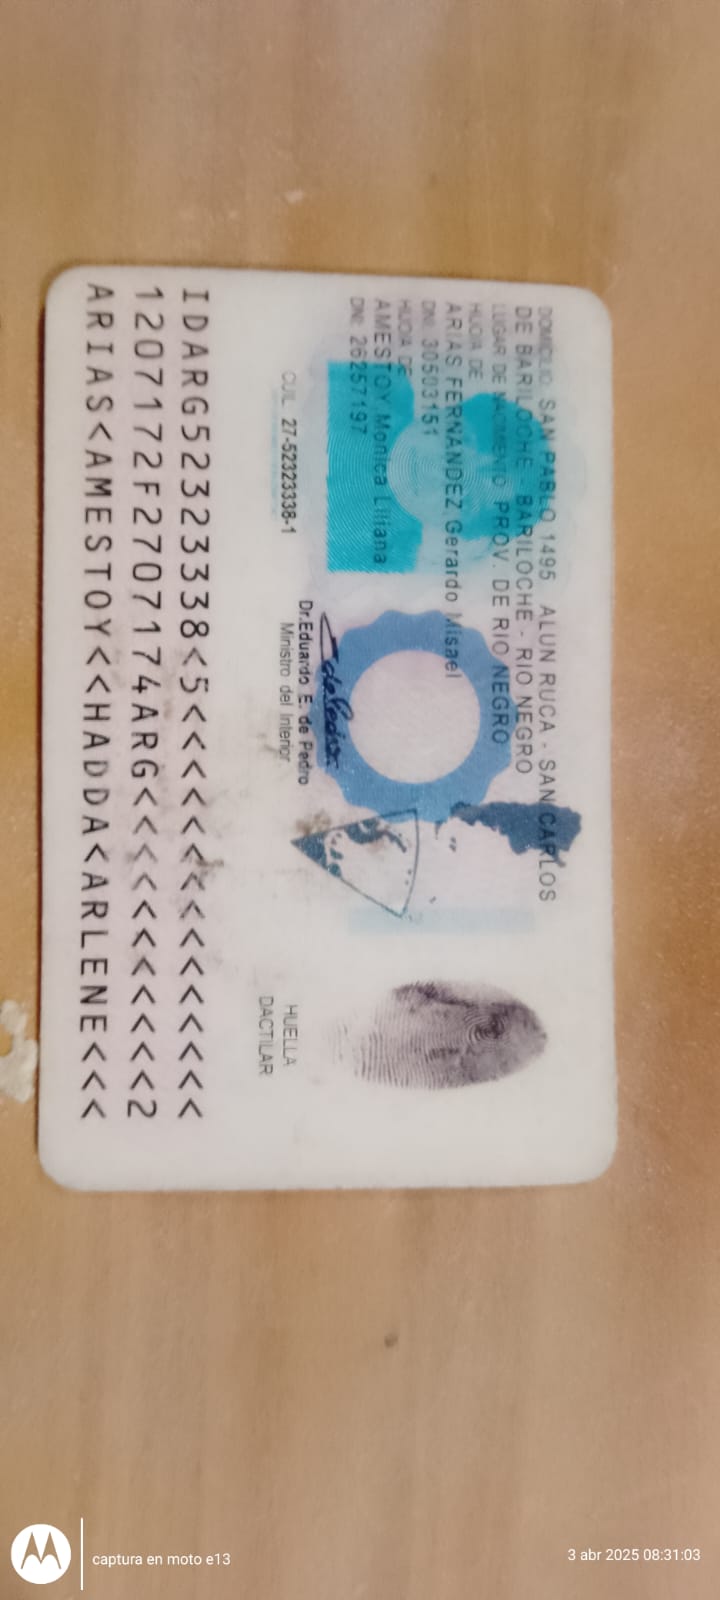 DOMICILIO: SAN PABLO 1495 ALUN RUCA - SAN CARLOS
DE BARILOCHE BARILOCHE - RIO NEGRO
LUGAR DE NACIMIENTO: PROV. DE RIO NEGRO
HIJO/A DE
ARIAS FERNANDEZ Gerardo Misael
DNI: 30503151
HIJO/A DE
AMESTOY Monica Liliana
DNI: 26257197
CUIL: 27-52323338-1
Dr. Eduardo E. de Pedro
Ministro del Interior
HUELLA
DACTILAR
IDARG52323338<5<<<<<<<<<<<<<<<
1207172F2707174ARG<<<<<<<<<<<2
ARIAS<AMESTOY<<HADDA<ARLENE<<<
captura en moto e13
3 abr 2025 08:31:03